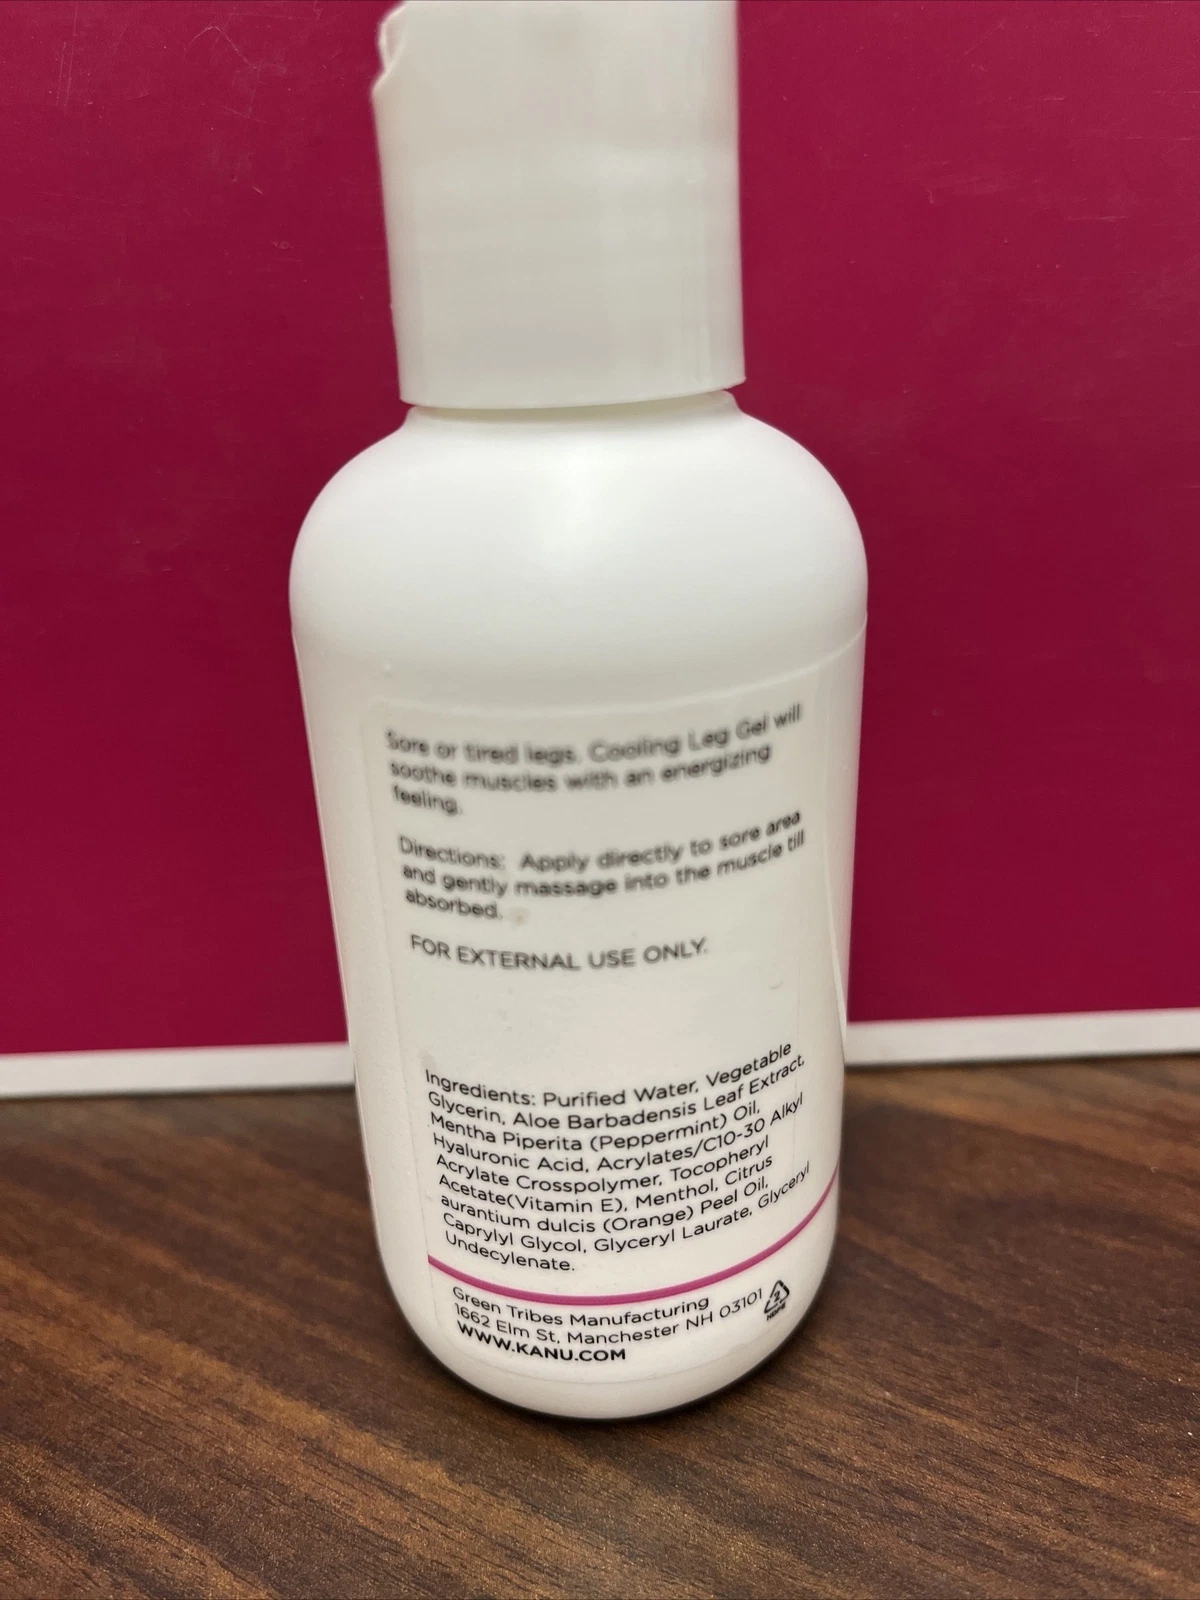 Sore or tired legs. Cooling Leg Gel will
soothe muscles with an energizing
feeling.
Directions: Apply directly to sore area
and gently massage into the muscle till
absorbed.
FOR EXTERNAL USE ONLY.
Ingredients: Purified Water, Vegetable
Glycerin, Aloe Barbadensis Leaf Extract,
Mentha Piperita (Peppermint) Oil,
Hyaluronic Acid, Acrylates/C10-30 Alkyl
Acrylate Crosspolymer, Tocopheryl
Acetate(Vitamin E), Menthol, Citrus
aurantium dulcis (Orange) Peel Oil,
Caprylyl Glycol, Glyceryl Laurate, Glyceryl
Undecylenate.
Green Tribes Manufacturing
1662 Elm St, Manchester NH 03101
WWW.KANU.COM
2
HDPE